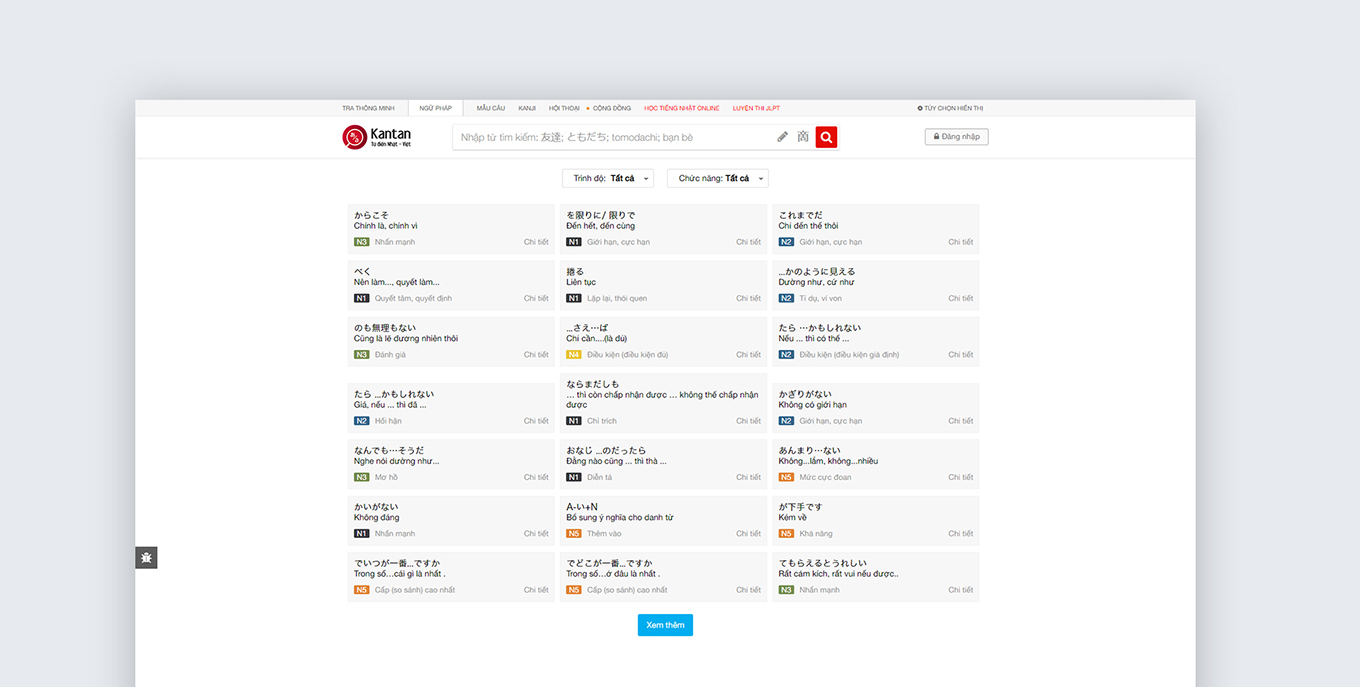 TRA THÔNG MINH NGỮ PHÁP MẪU CÂU KANJI HỘI THOẠI CỘNG ĐỒNG HỌC TIẾNG NHẬT ONLINE LUYỆN THI JLPT TÙY CHỌN HIỂN THỊ
Kantan
Từ điển Nhật - Việt
Nhập từ tìm kiếm: 友達; ともだち; tomodachi; bạn bè
商
Đăng nhập
Trình độ: Tất cả Chức năng: Tất cả
からこそ
Chính là, chính vì
N3 Nhấn mạnh Chi tiết
を限りに/ 限りで
Đến hết, đến cùng
N1 Giới hạn, cực hạn Chi tiết
これまでだ
Chỉ đến thế thôi
N2 Giới hạn, cực hạn Chi tiết
べく
Nên làm..., quyết làm...
N1 Quyết tâm, quyết định Chi tiết
捲る
Liên tục
N1 Lặp lại, thói quen Chi tiết
...かのように見える
Dường như, cứ như
N2 Tỉ dụ, ví von Chi tiết
のも無理もない
Cũng là lẽ đương nhiên thôi
N3 Đánh giá Chi tiết
...さえ…ば
Chỉ cần....(là đủ)
N4 Điều kiện (điều kiện đủ) Chi tiết
たら …かもしれない
Nếu ... thì có thể ...
N2 Điều kiện (điều kiện giả định) Chi tiết
たら ...かもしれない
Giá, nếu ... thì đã ...
N2 Hối hận Chi tiết
ならまだしも
... thì còn chấp nhận được ... không thể chấp nhận
được
N1 Chỉ trích Chi tiết
かぎりがない
Không có giới hạn
N2 Giới hạn, cực hạn Chi tiết
なんでも…そうだ
Nghe nói dường như...
N3 Mơ hồ Chi tiết
おなじ ...のだったら
Đằng nào cũng ... thì thà ...
N1 Diễn tả Chi tiết
あんまり…ない
Không...lắm, không...nhiều
N5 Mức cực đoan Chi tiết
かいがない
Không đáng
N1 Nhấn mạnh Chi tiết
A-い+N
Bổ sung ý nghĩa cho danh từ
N5 Thêm vào Chi tiết
が下手です
Kém về
N5 Khả năng Chi tiết
でいつが一番...ですか
Trong số...cái gì là nhất .
N5 Cấp (so sánh) cao nhất Chi tiết
でどこが一番...ですか
Trong số...ở đâu là nhất .
N5 Cấp (so sánh) cao nhất Chi tiết
てもらえるとうれしい
Rất cảm kích, rất vui nếu được..
N3 Nhấn mạnh Chi tiết
Xem thêm